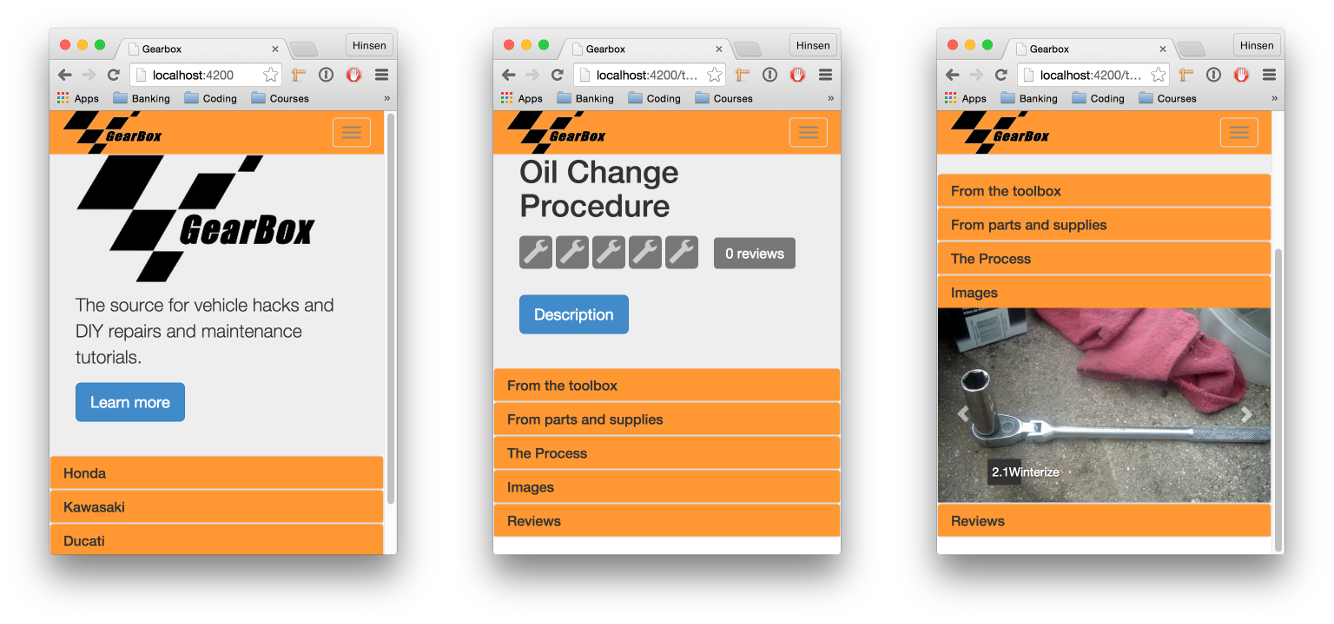 Gearbox
Hinsen
localhost:4200
Apps
Banking
Coding
Courses
»
GearBox
GearBox
The source for vehicle hacks and
DIY repairs and maintenance
tutorials.
Learn more
Honda
Kawasaki
Ducati
Gearbox
Hinsen
localhost:4200/t...
Apps
Banking
Coding
Courses
»
GearBox
Oil Change
Procedure
0 reviews
Description
From the toolbox
From parts and supplies
The Process
Images
Reviews
Gearbox
Hinsen
localhost:4200/t...
Apps
Banking
Coding
Courses
»
GearBox
From the toolbox
From parts and supplies
The Process
Images
2.1Winterize
Reviews